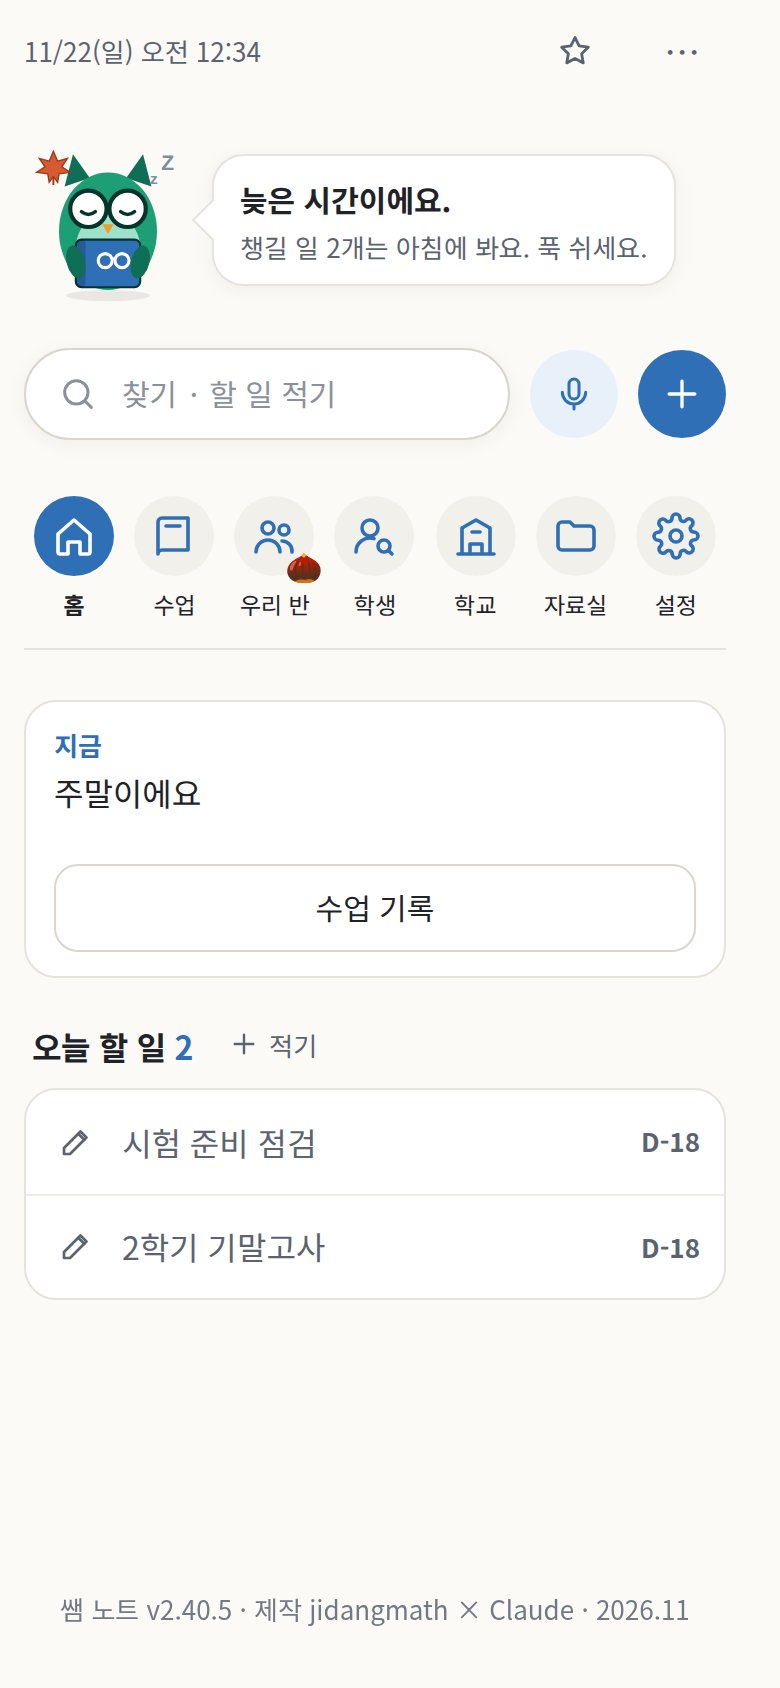 11/22(일) 오전 12:34
z Z
늦은 시간이에요.
챙길 일 2개는 아침에 봐요. 푹 쉬세요.
찾기 · 할 일 적기
홈 수업 우리 반 학생 학교 자료실 설정
지금
주말이에요
수업 기록
오늘 할 일 2 + 적기
시험 준비 점검 D-18
2학기 기말고사 D-18
쌤 노트 v2.40.5 · 제작 jidangmath × Claude · 2026.11